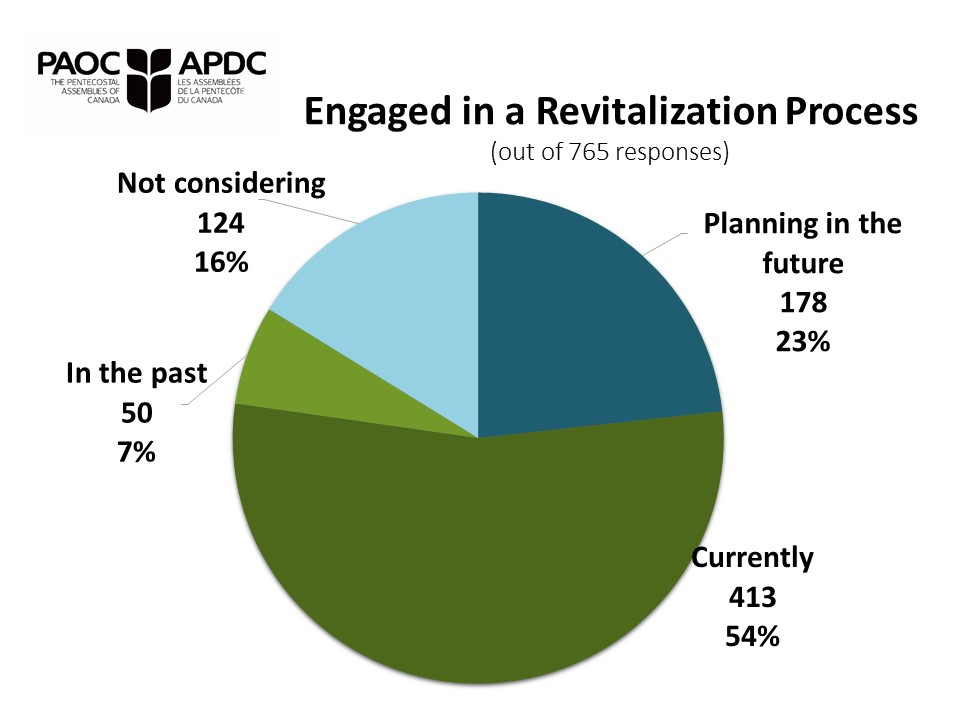 PAOC APDC
THE PENTECOSTAL LES ASSEMBLÉES
ASSEMBLIES OF DE LA PENTECÔTE
CANADA DU CANADA
Engaged in a Revitalization Process
(out of 765 responses)
Not considering
124
16%
Planning in the
future
178
23%
In the past
50
7%
Currently
413
54%